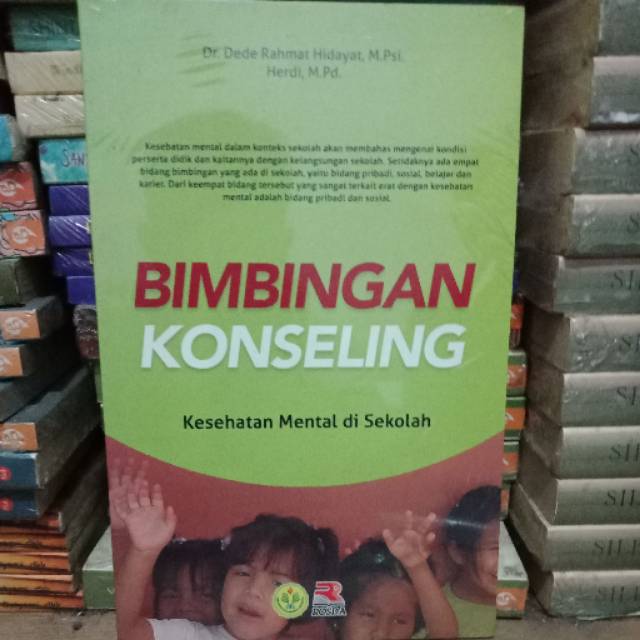 Dr. Dede Rahmat Hidayat, M.Psi.
Herdi, M.Pd.
Kesehatan mental dalam konteks sekolah akan membahas mengenai kondisi
perserta didik dan kaitannya dengan kelangsungan sekolah. Setidaknya ada empat
bidang bimbingan yang ada di sekolah, yaitu bidang pribadi, sosial, belajar dan
karier. Dari keempat bidang tersebut yang sangat terkait erat dengan kesehatan
mental adalah bidang pribadi dan sosial.
BIMBINGAN
KONSELING
Kesehatan Mental di Sekolah
R
ROSDA